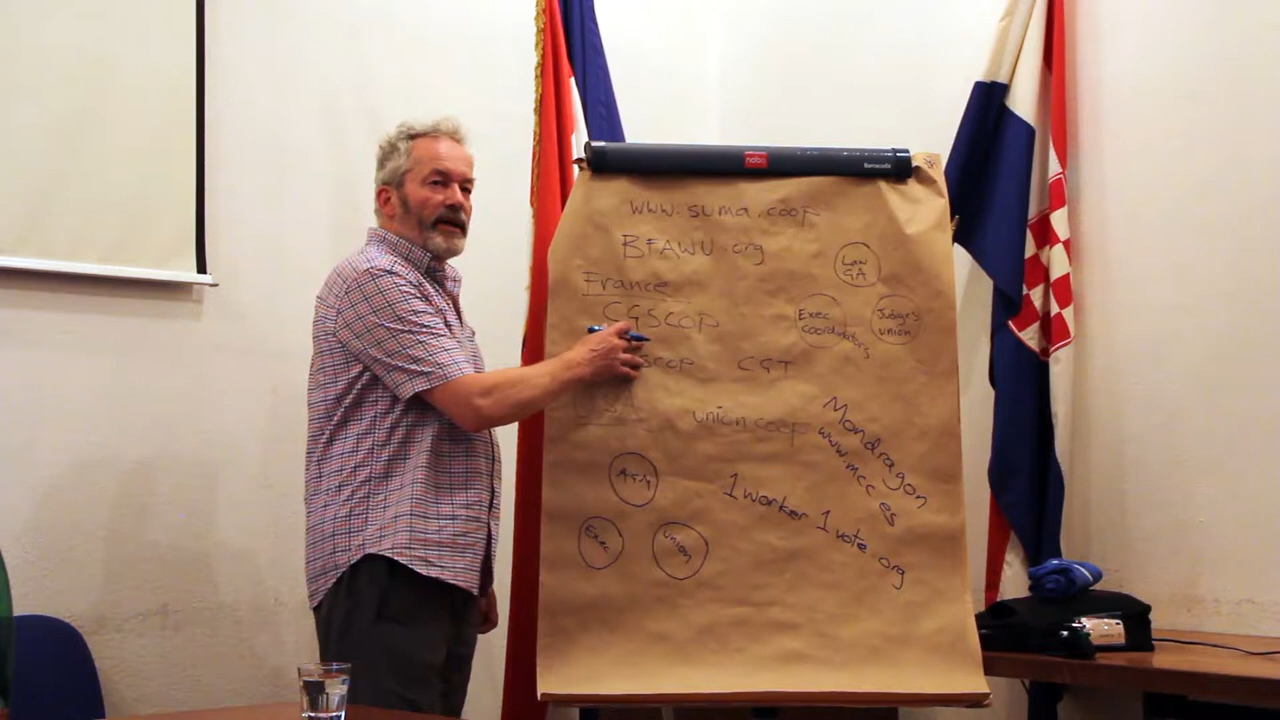 nobo
Barracuda
www.suma.coop
BFAWU.org
France
CGSCOP
SCOP CGT
union coop
Law
GA
Exec
coordinators
Judges
union
Mondragon
www.mcc es
1 worker 1 vote .org
AGM
Exec
union